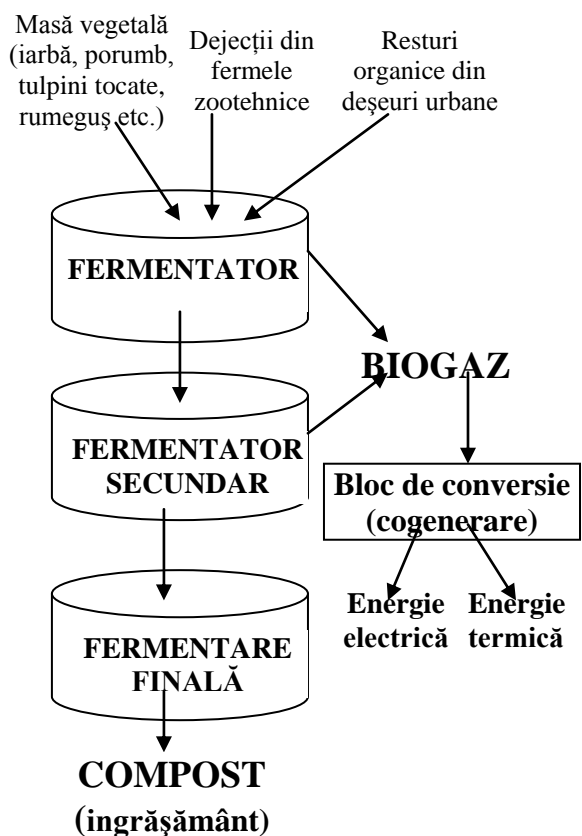 Masă vegetală
(iarbă, porumb,
tulpini tocate,
rumeguş etc.)
Dejecții din
fermele
zootehnice
Resturi
organice din
deşeuri urbane
FERMENTATOR
BIOGAZ
FERMENTATOR
SECUNDAR
Bloc de conversie
(cogenerare)
Energie
electrică
Energie
termică
FERMENTARE
FINALĂ
COMPOST
(ingrăşământ)